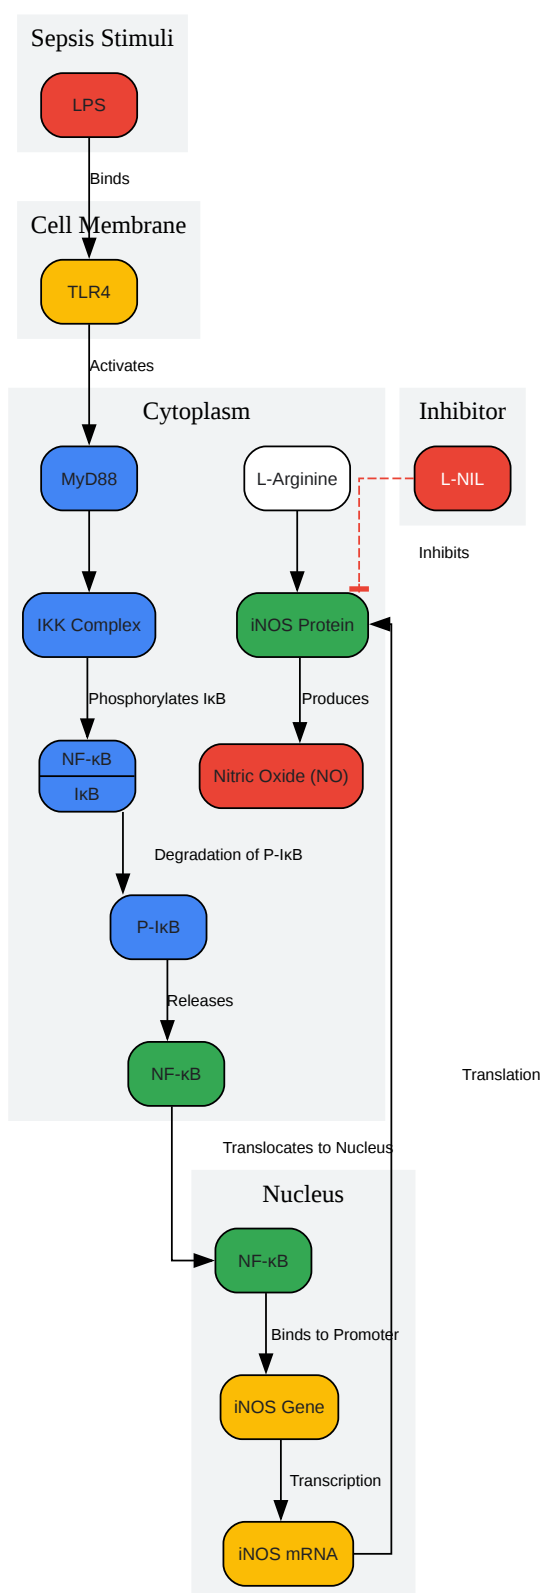 Sepsis Stimuli
LPS
Binds
Cell Membrane
TLR4
Activates
Cytoplasm
Inhibitor
MyD88
L-Arginine
L-NIL
Inhibits
IKK Complex
iNOS Protein
Phosphorylates IκB
Produces
NF-κB
IκB
Nitric Oxide (NO)
Degradation of P-IκB
P-IκB
Releases
NF-κB
Translation
Translocates to Nucleus
Nucleus
NF-κB
Binds to Promoter
iNOS Gene
Transcription
iNOS mRNA